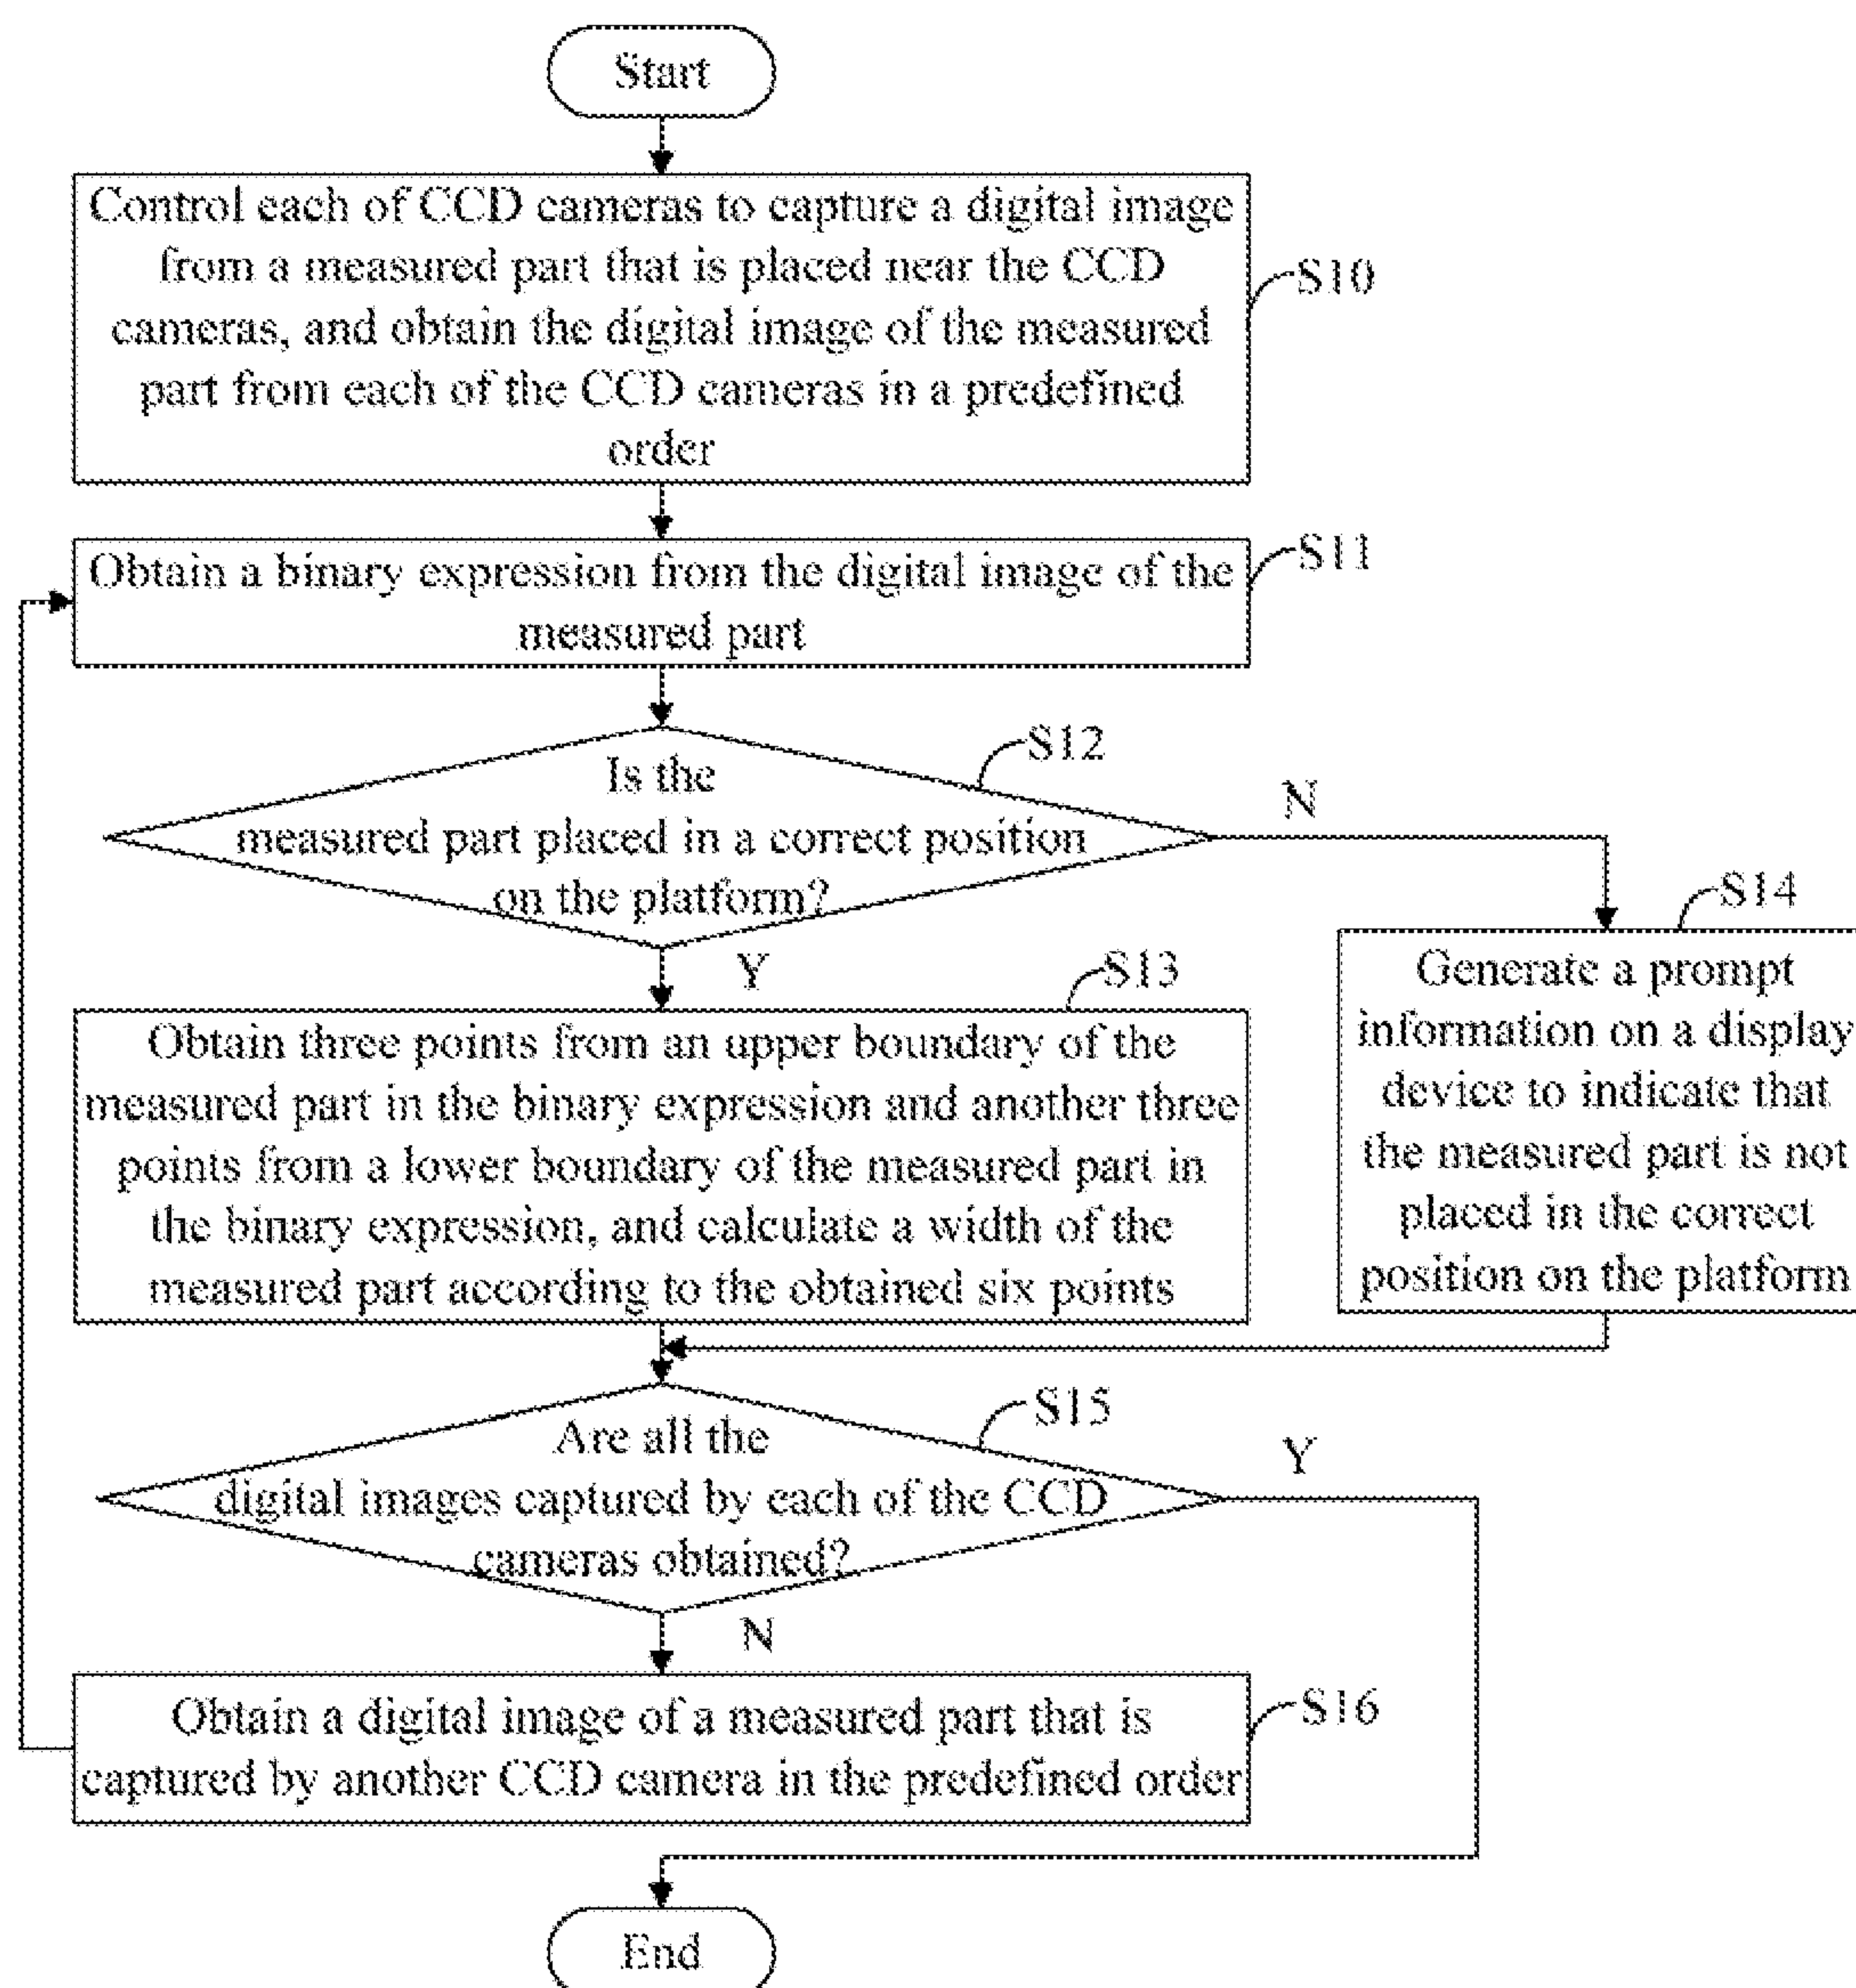 Start
Control each of CCD cameras to capture a digital image
from a measured part that is placed near the CCD
cameras, and obtain the digital image of the measured
part from each of the CCD cameras in a predefined
order
S10
Obtain a binary expression from the digital image of the
measured part
S11
Is the
measured part placed in a correct position
on the platform?
S12
N
Y
S13
Obtain three points from an upper boundary of the
measured part in the binary expression and another three
points from a lower boundary of the measured part in
the binary expression, and calculate a width of the
measured part according to the obtained six points
S14
Generate a prompt
information on a display
device to indicate that
the measured part is not
placed in the correct
position on the platform
Are all the
digital images captured by each of the CCD
cameras obtained?
S15
Y
N
Obtain a digital image of a measured part that is
captured by another CCD camera in the predefined order
S16
End